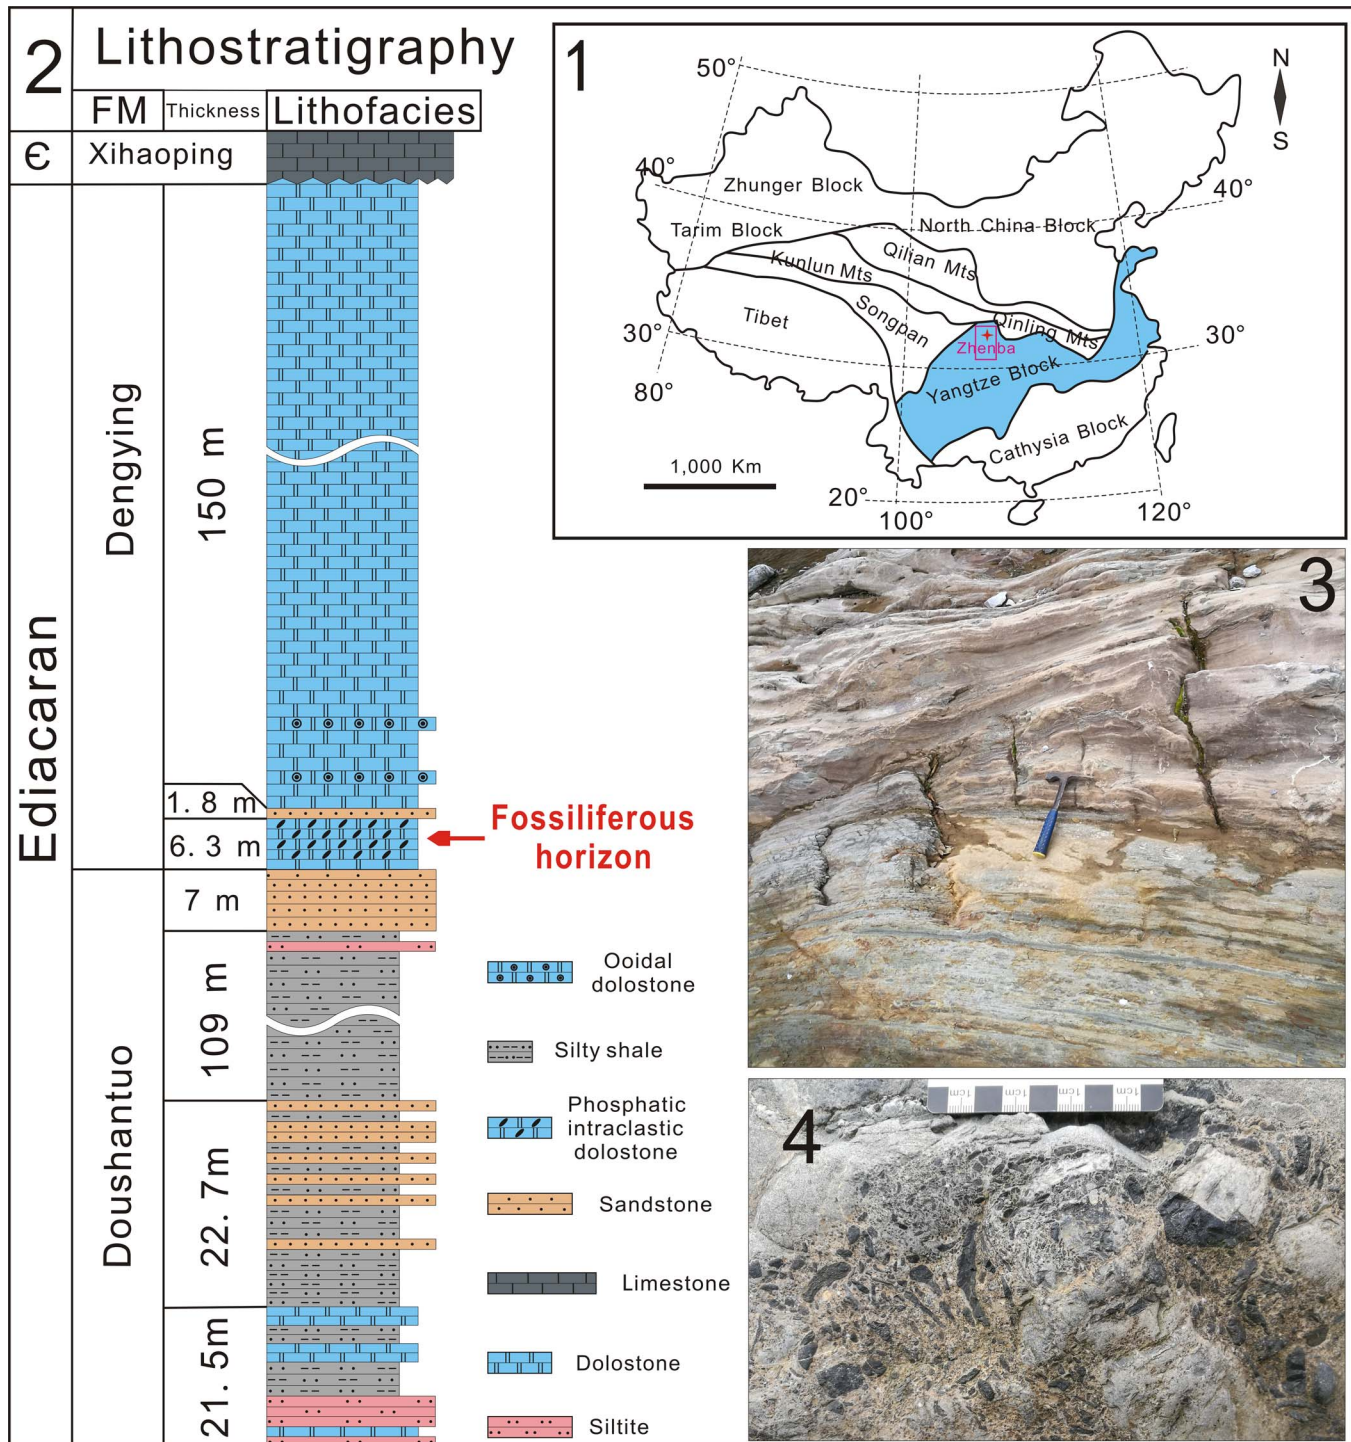 2
Lithostratigraphy
FM
Thickness
Lithofacies
Є
Xihaoping
Ediacaran
Dengying
150 m
1. 8 m
6. 3 m
Fossiliferous
horizon
Doushantuo
7 m
109 m
22. 7m
21. 5m
Ooidal
dolostone
Silty shale
Phosphatic
intraclastic
dolostone
Sandstone
Limestone
Dolostone
Siltite
1
N
S
50°
40°
30°
80°
20°
100°
120°
30°
40°
Zhunger Block
Tarim Block
North China Block
Qilian Mts
Kunlun Mts
Songpan
Tibet
Qinling Mts
Zhenba
Yangtze Block
Cathysia Block
1,000 Km
3
4
1cm
1cm
1cm
1cm